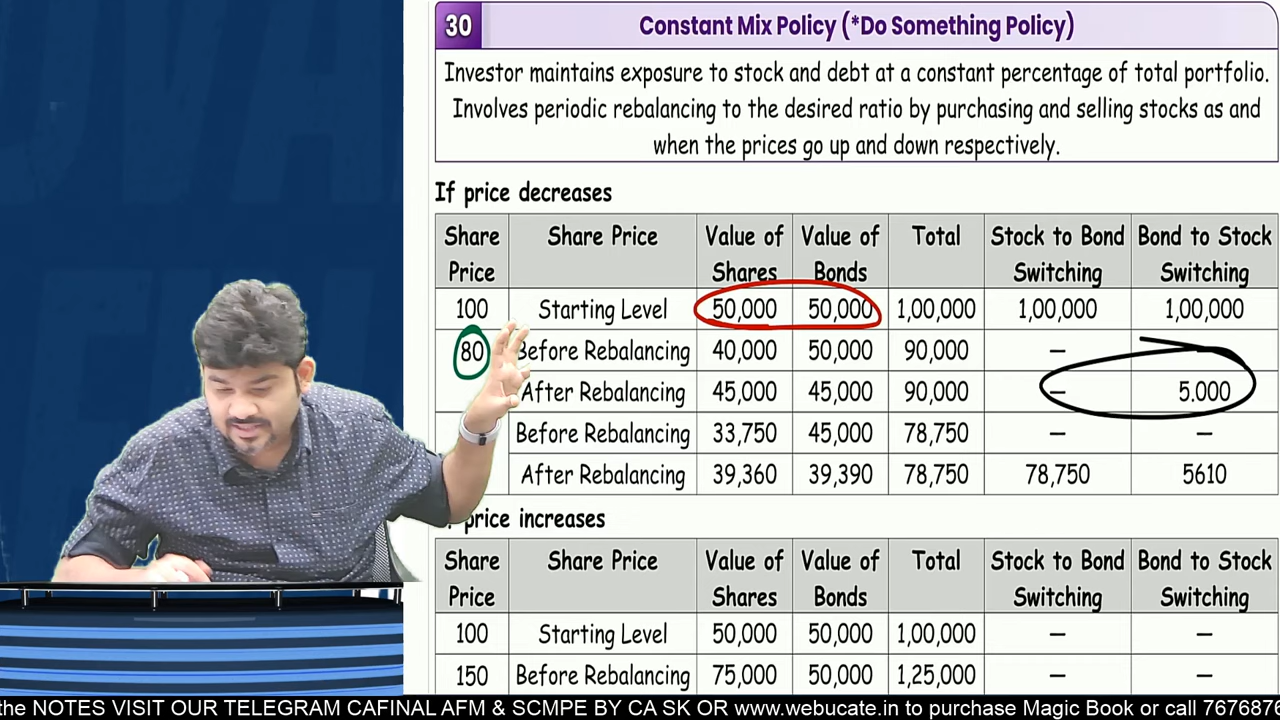 30 Constant Mix Policy (*Do Something Policy)
Investor maintains exposure to stock and debt at a constant percentage of total portfolio.
Involves periodic rebalancing to the desired ratio by purchasing and selling stocks as and
when the prices go up and down respectively.
If price decreases
Share Price Share Price Value of Shares Value of Bonds Total Stock to Bond Switching Bond to Stock Switching
100 Starting Level 50,000 50,000 1,00,000 1,00,000 1,00,000
80 Before Rebalancing 40,000 50,000 90,000 –
After Rebalancing 45,000 45,000 90,000 – 5.000
Before Rebalancing 33,750 45,000 78,750 – –
After Rebalancing 39,360 39,390 78,750 78,750 5610
price increases
Share Price Share Price Value of Shares Value of Bonds Total Stock to Bond Switching Bond to Stock Switching
100 Starting Level 50,000 50,000 1,00,000 – –
150 Before Rebalancing 75,000 50,000 1,25,000 – –
the NOTES VISIT OUR TELEGRAM CAFINAL AFM & SCMPE BY CA SK OR www.webucate.in to purchase Magic Book or call 7676876